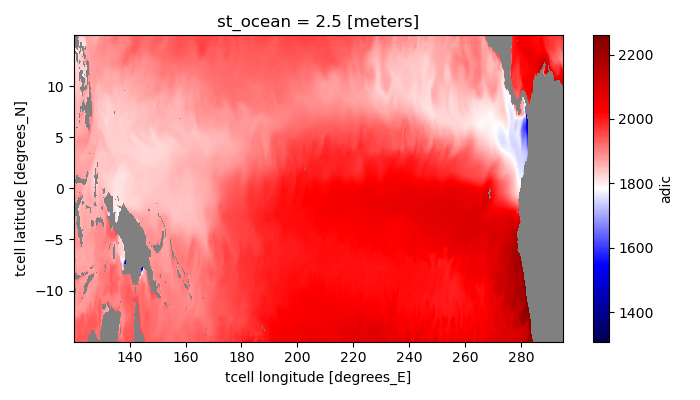 st_ocean = 2.5 [meters]
10
5
0
−5
−10
tcell latitude [degrees_N]
140 160 180 200 220 240 260 280
tcell longitude [degrees_E]
2200
2000
1800
1600
1400
adic